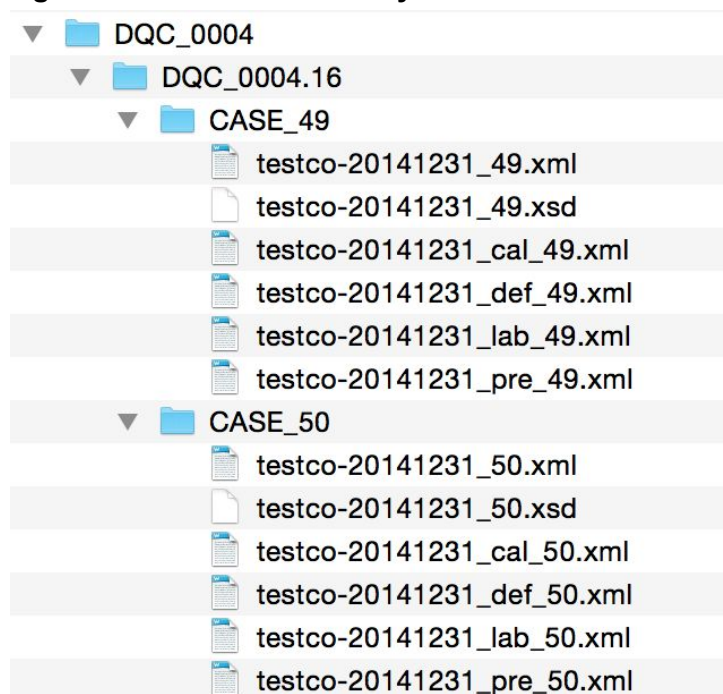 DQC_0004
DQC_0004.16
CASE_49
testco-20141231_49.xml
testco-20141231_49.xsd
testco-20141231_cal_49.xml
testco-20141231_def_49.xml
testco-20141231_lab_49.xml
testco-20141231_pre_49.xml
CASE_50
testco-20141231_50.xml
testco-20141231_50.xsd
testco-20141231_cal_50.xml
testco-20141231_def_50.xml
testco-20141231_lab_50.xml
testco-20141231_pre_50.xml